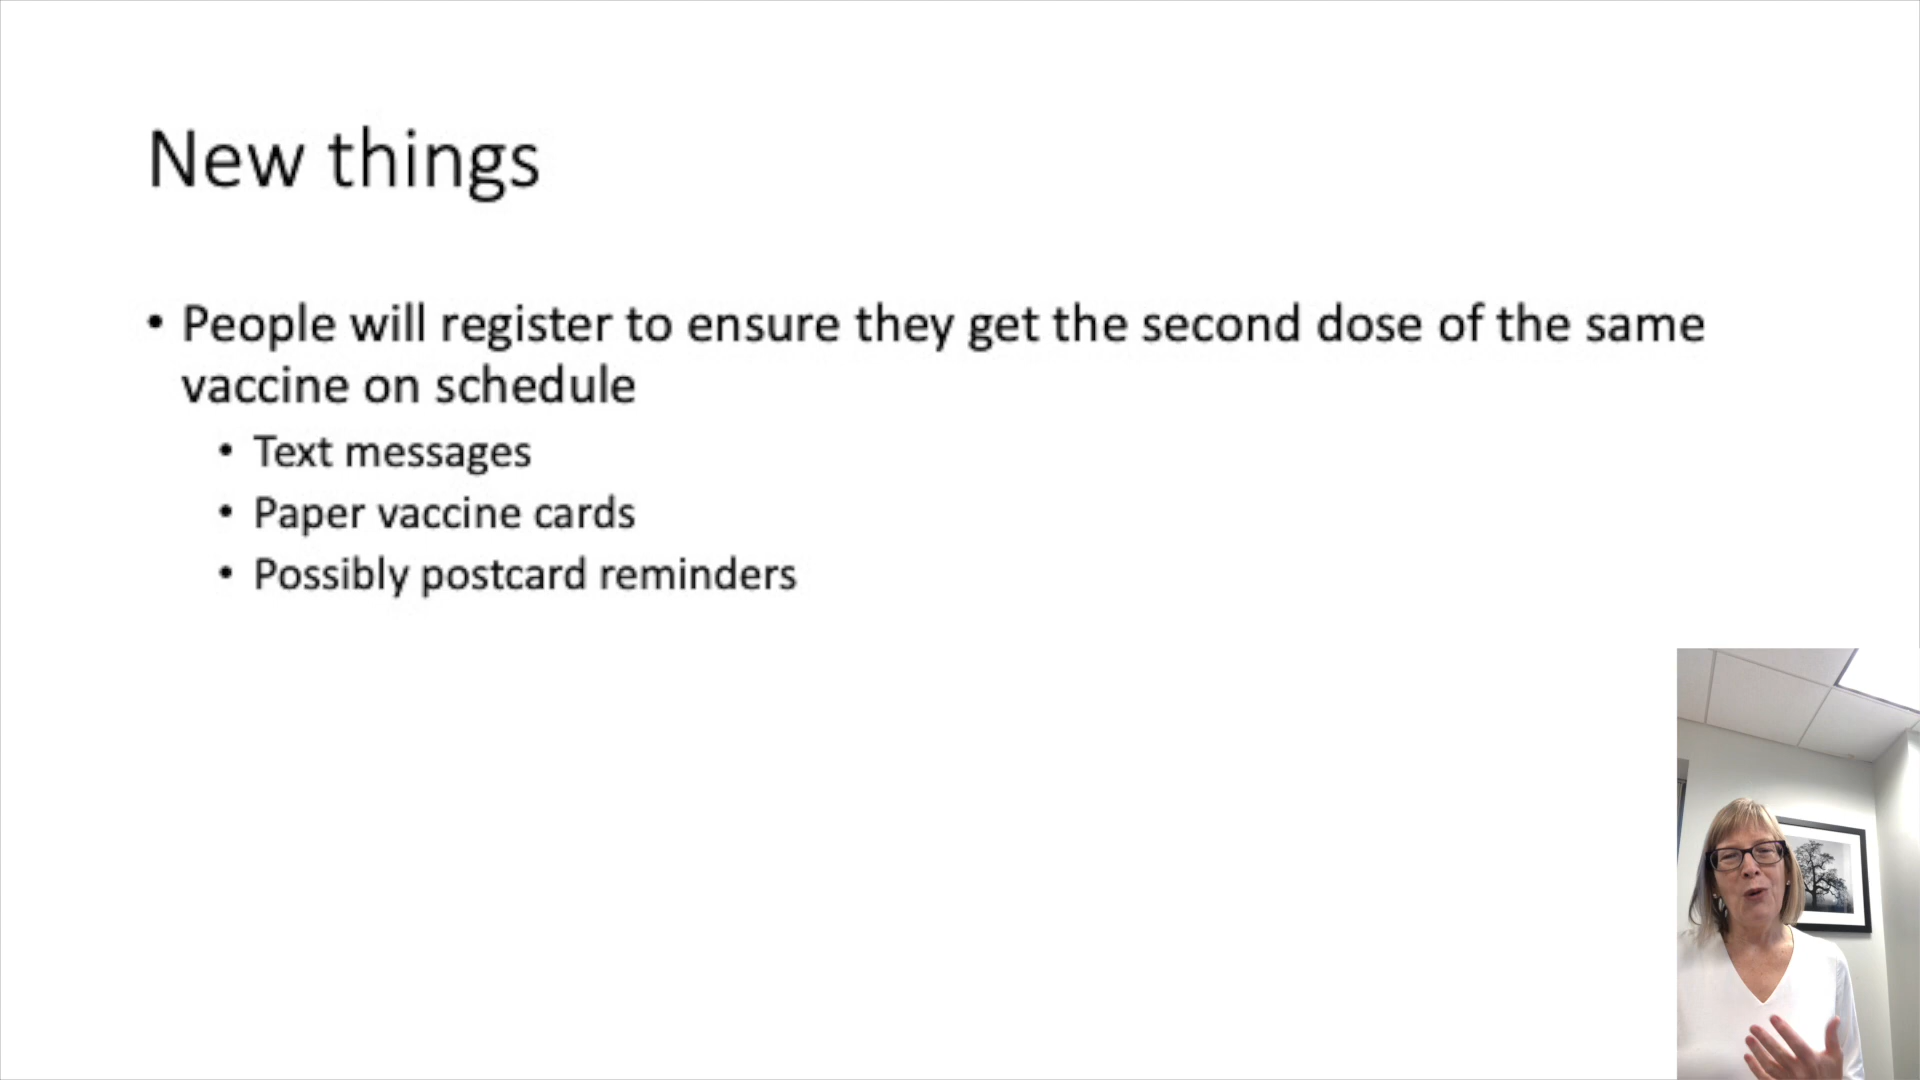 New things
• People will register to ensure they get the second dose of the same
vaccine on schedule
• Text messages
• Paper vaccine cards
• Possibly postcard reminders